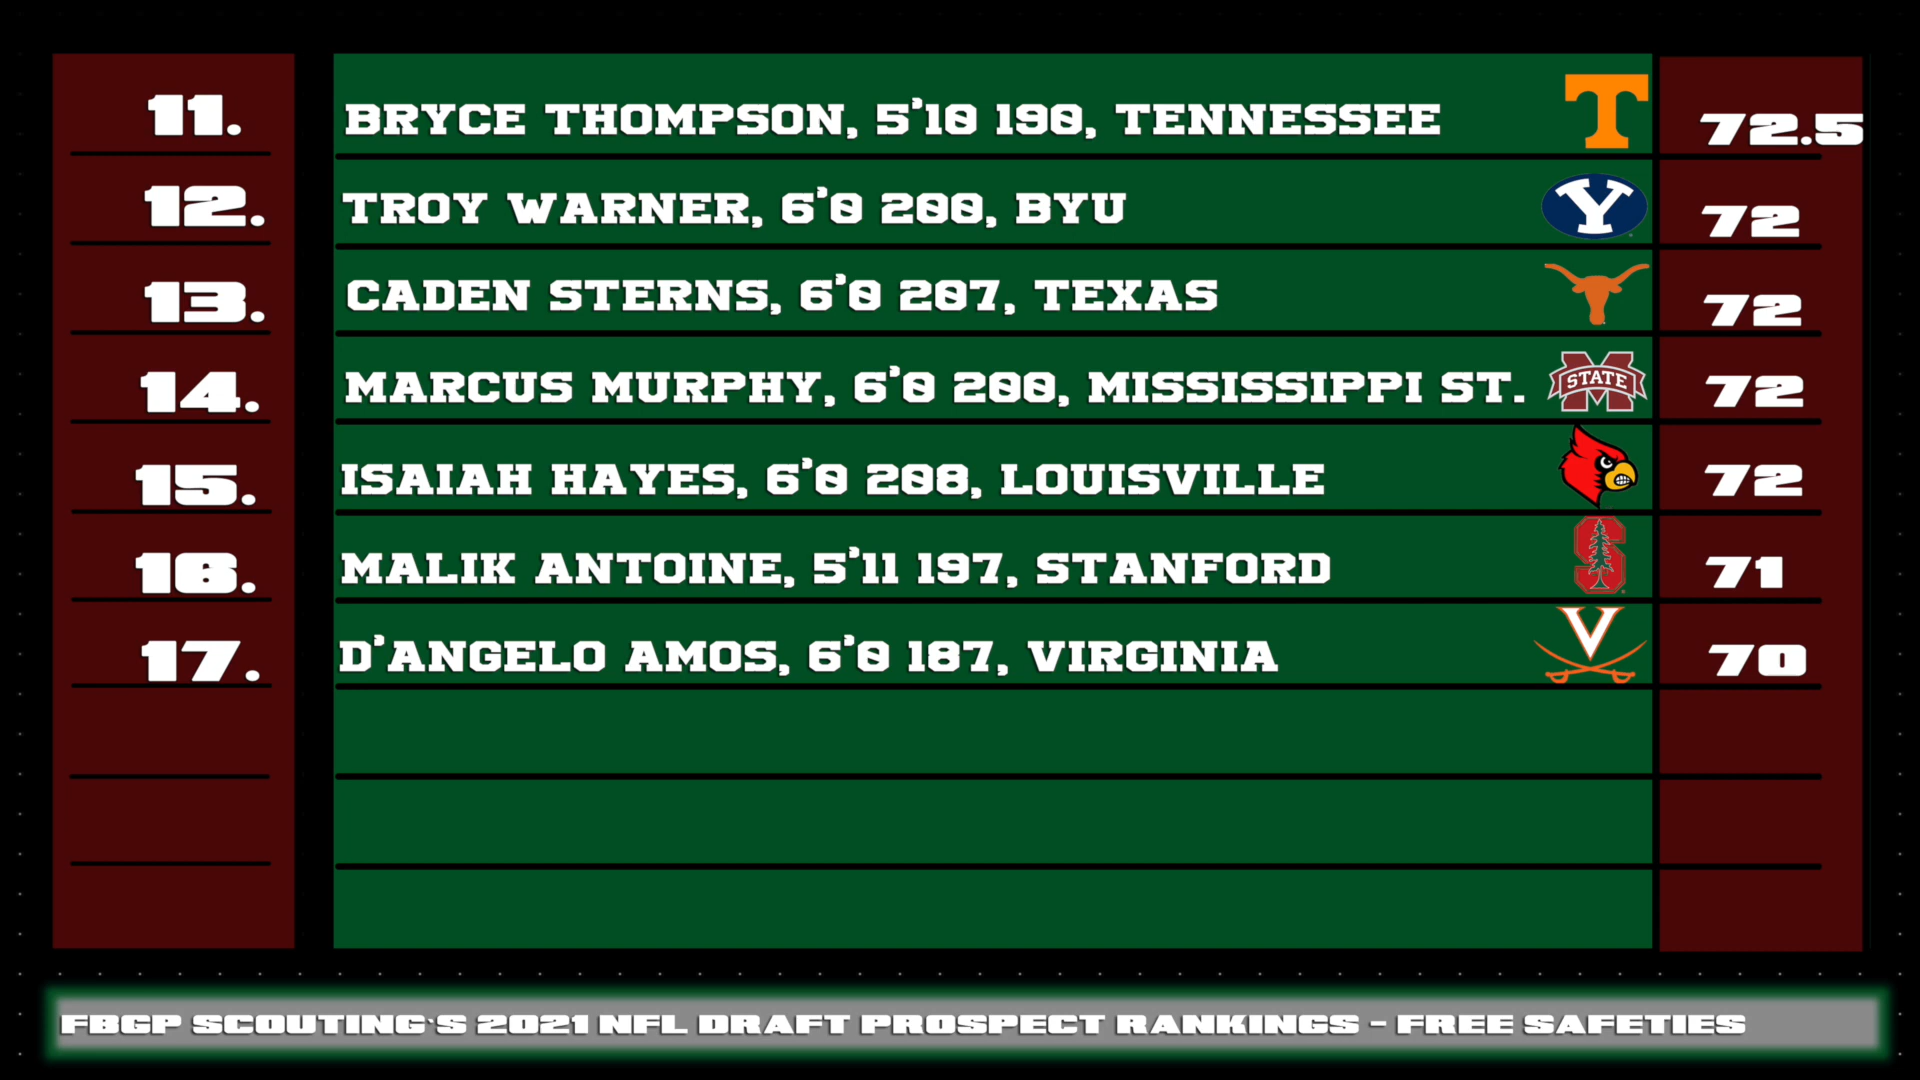 11. BRYCE THOMPSON, 5'10 190, TENNESSEE 72.5
12. TROY WARNER, 6'0 200, BYU Y 72
13. CADEN STERNS, 6'0 207, TEXAS 72
14. MARCUS MURPHY, 6'0 200, MISSISSIPPI ST. STATE 72
15. ISAIAH HAYES, 6'0 208, LOUISVILLE 72
16. MALIK ANTOINE, 5'11 197, STANFORD 71
17. D'ANGELO AMOS, 6'0 187, VIRGINIA V 70
FBGP SCOUTING`S 2021 NFL DRAFT PROSPECT RANKINGS - FREE SAFETIES